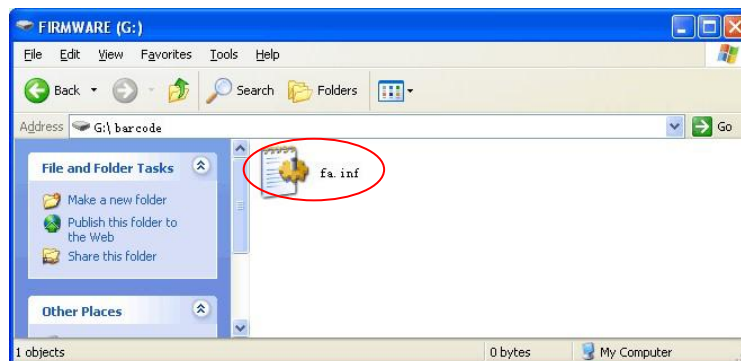 FIRMWARE (G:)
File Edit View Favorites Tools Help
Back Search Folders
Address G:\barcode Go
File and Folder Tasks
fa.inf
Make a new folder
Publish this folder to
the Web
Share this folder
Other Places
1 objects 0 bytes My Computer